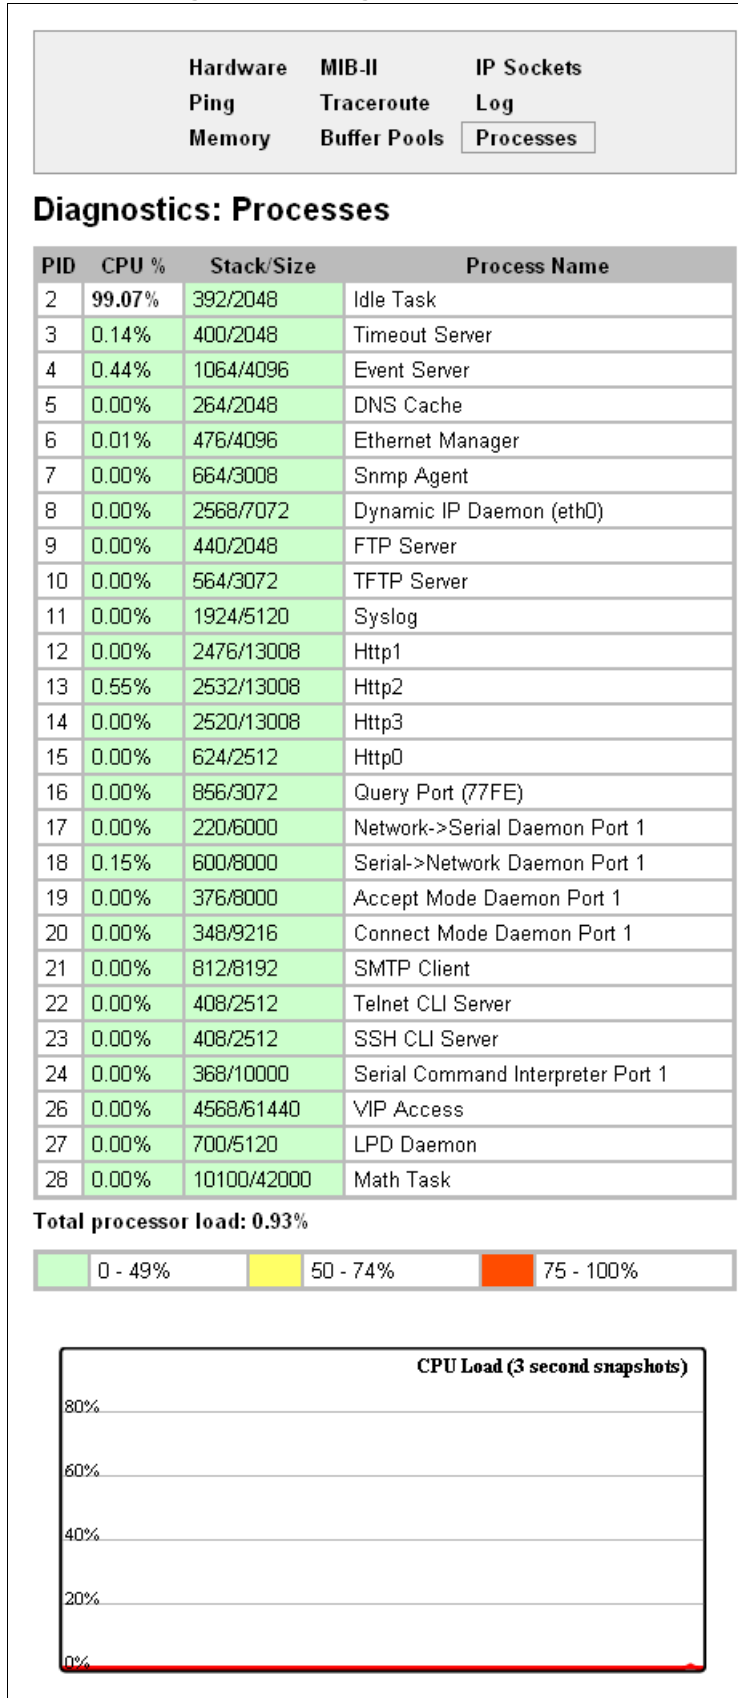 Hardware MIB-II IP Sockets
Ping Traceroute Log
Memory Buffer Pools Processes
Diagnostics: Processes
PID CPU % Stack/Size Process Name
2 99.07% 392/2048 Idle Task
3 0.14% 400/2048 Timeout Server
4 0.44% 1064/4096 Event Server
5 0.00% 264/2048 DNS Cache
6 0.01% 476/4096 Ethernet Manager
7 0.00% 664/3008 Snmp Agent
8 0.00% 2568/7072 Dynamic IP Daemon (eth0)
9 0.00% 440/2048 FTP Server
10 0.00% 564/3072 TFTP Server
11 0.00% 1924/5120 Syslog
12 0.00% 2476/13008 Http1
13 0.55% 2532/13008 Http2
14 0.00% 2520/13008 Http3
15 0.00% 624/2512 Http0
16 0.00% 856/3072 Query Port (77FE)
17 0.00% 220/6000 Network->Serial Daemon Port 1
18 0.15% 600/8000 Serial->Network Daemon Port 1
19 0.00% 376/8000 Accept Mode Daemon Port 1
20 0.00% 348/9216 Connect Mode Daemon Port 1
21 0.00% 812/8192 SMTP Client
22 0.00% 408/2512 Telnet CLI Server
23 0.00% 408/2512 SSH CLI Server
24 0.00% 368/10000 Serial Command Interpreter Port 1
26 0.00% 4568/61440 VIP Access
27 0.00% 700/5120 LPD Daemon
28 0.00% 10100/42000 Math Task
Total processor load: 0.93%
0 - 49% 50 - 74% 75 - 100%
CPU Load (3 second snapshots)
80%
60%
40%
20%
0%